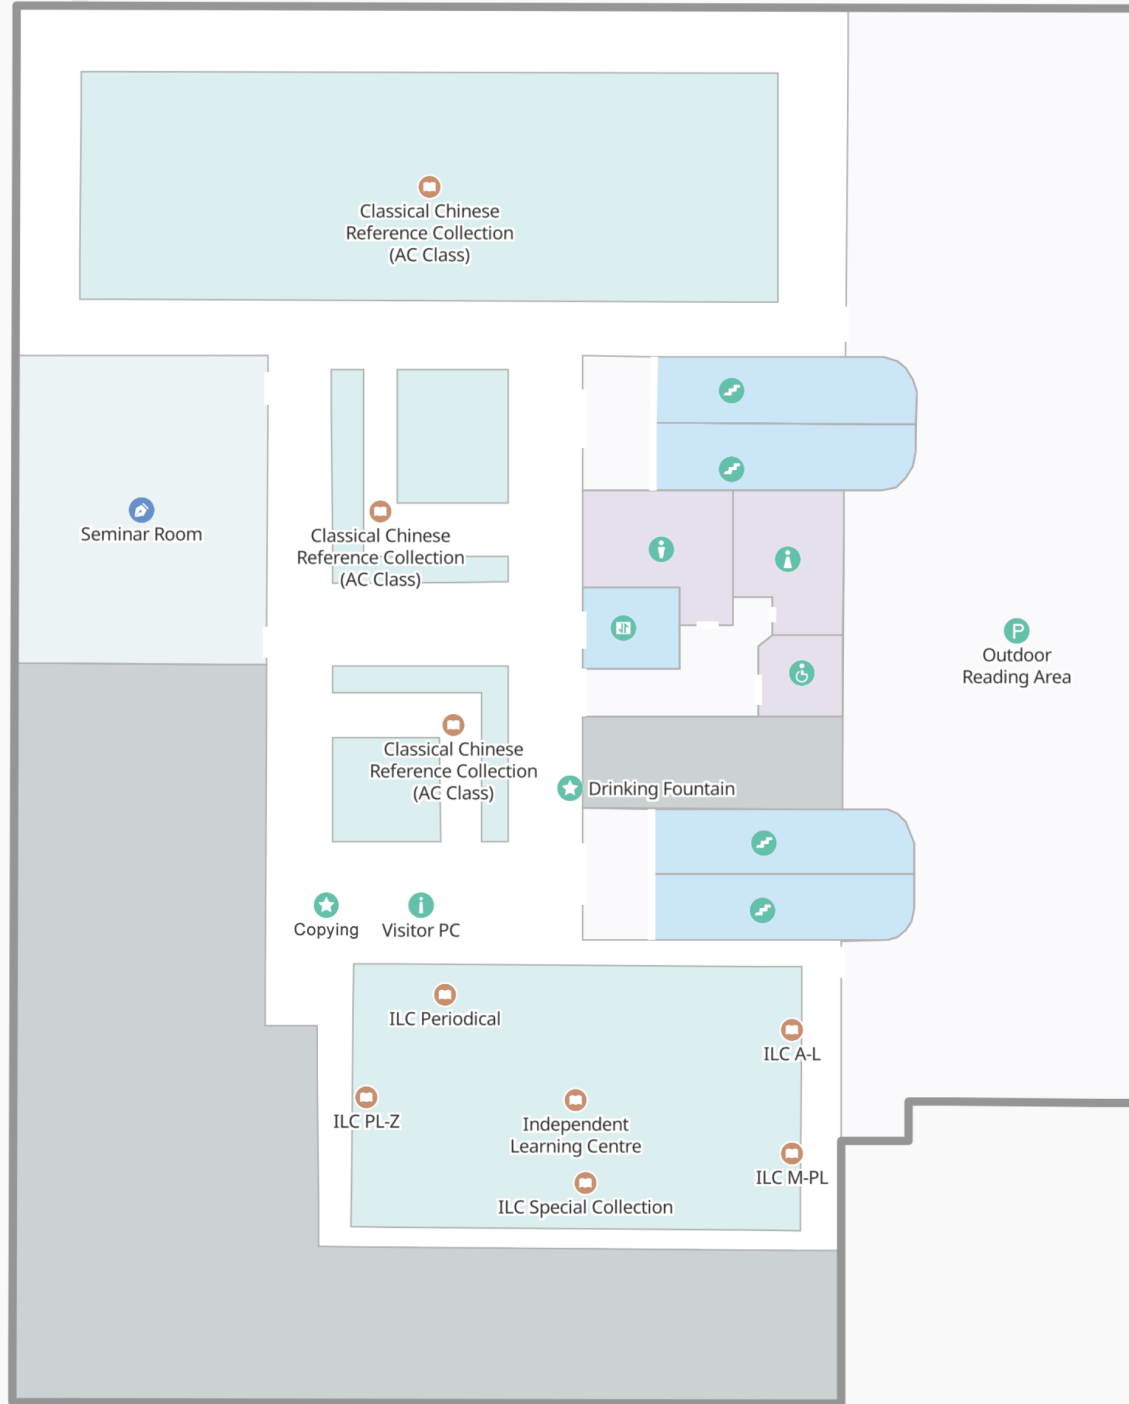 Classical Chinese
Reference Collection
(AC Class)
Seminar Room
Classical Chinese
Reference Collection
(AC Class)
P
Outdoor
Reading Area
Classical Chinese
Reference Collection
(AC Class)
Drinking Fountain
Copying
Visitor PC
ILC Periodical
ILC A-L
ILC PL-Z
Independent
Learning Centre
ILC M-PL
ILC Special Collection